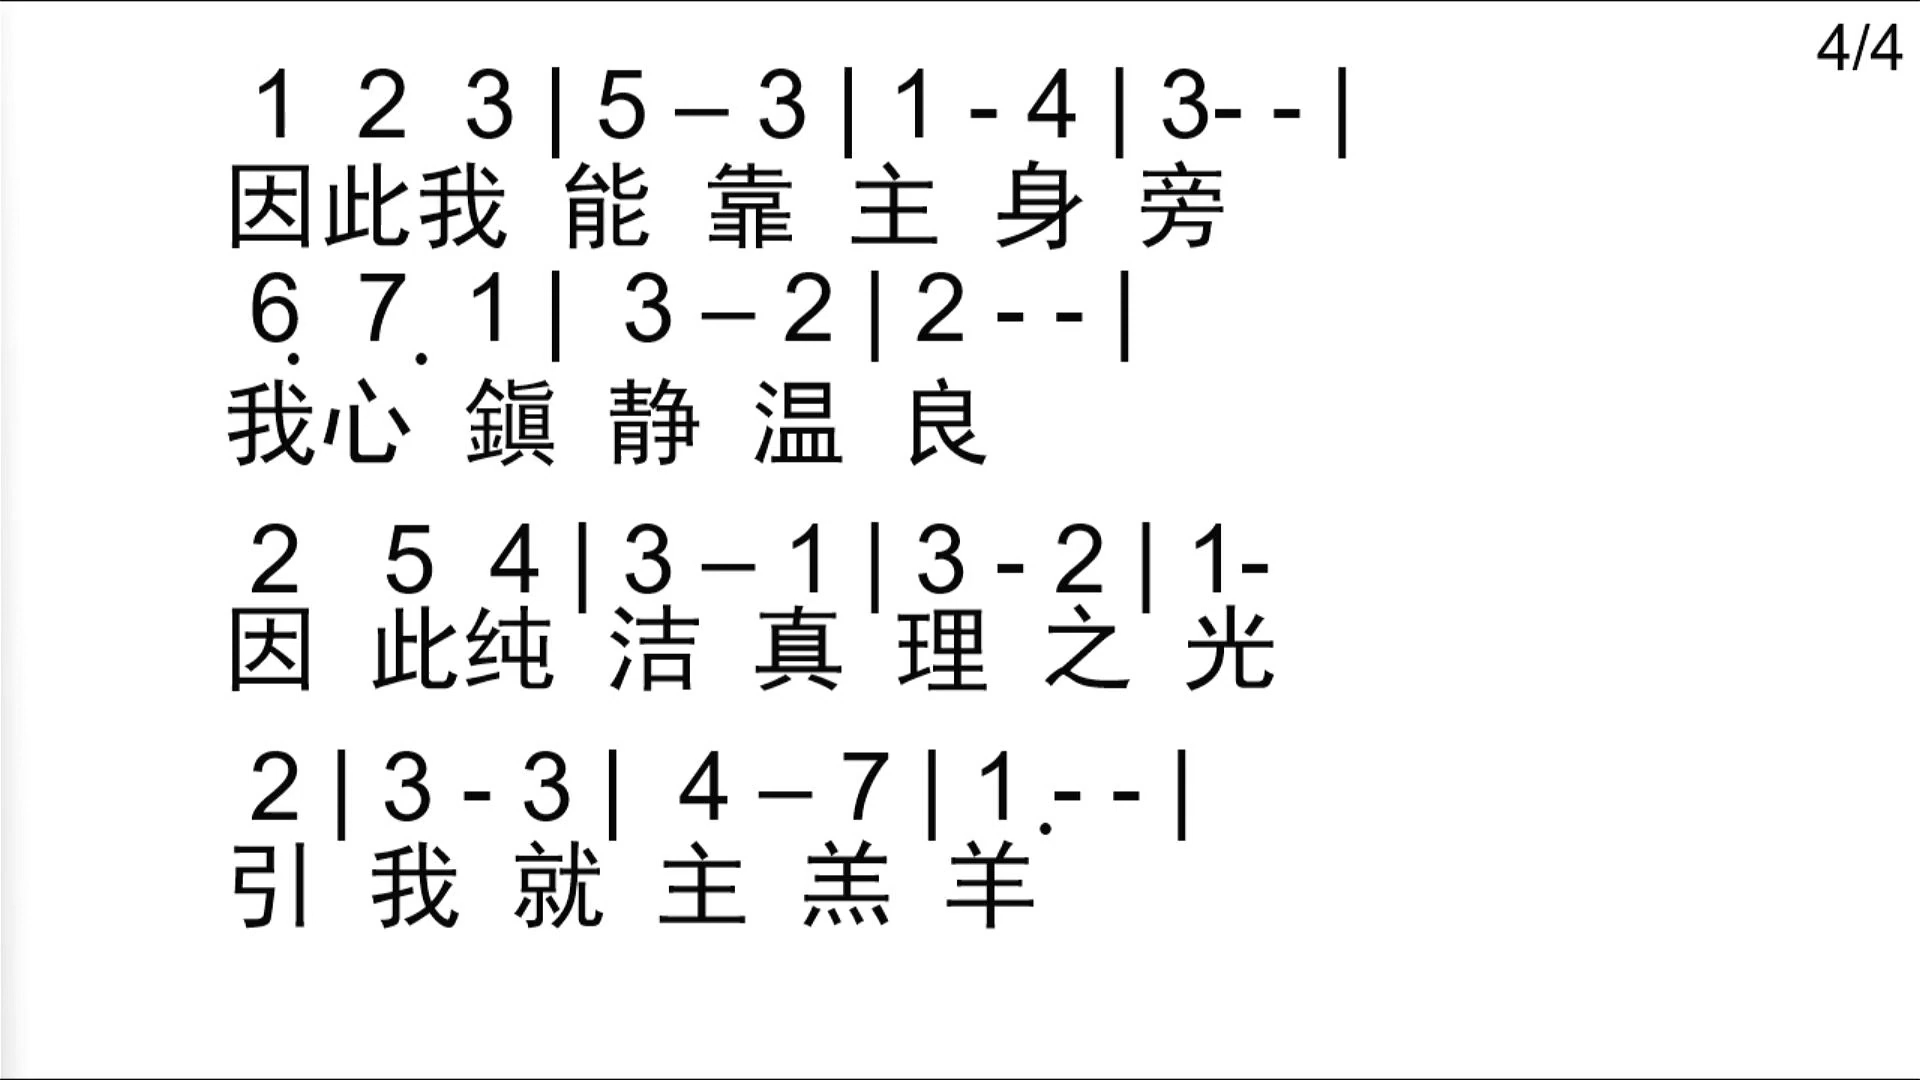 4/4
1 2 3 | 5 – 3 | 1 - 4 | 3- - |
因此我 能 靠 主 身 旁
6̣ 7̣ 1 | 3 – 2 | 2 - - |
我心 鎭 静 温 良
2 5 4 | 3 – 1 | 3 - 2 | 1-
因 此纯 洁 真 理 之 光
2 | 3 - 3 | 4 – 7 | 1 .- - |
引 我 就 主 羔 羊